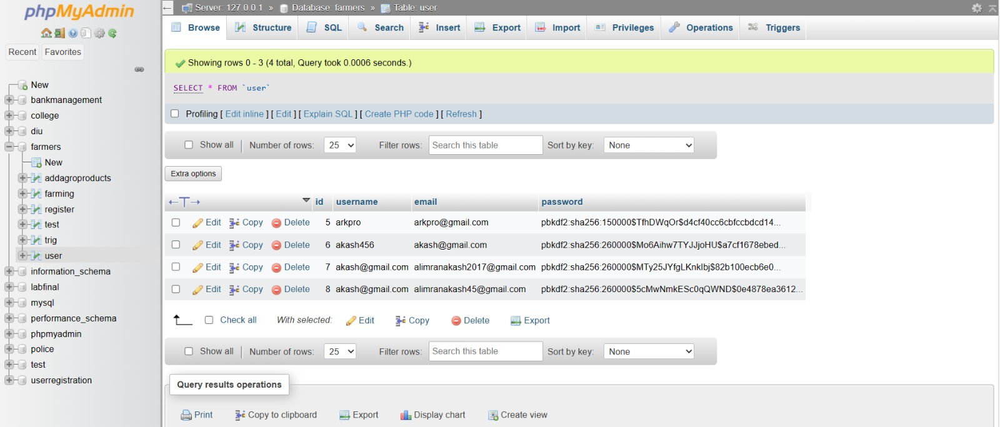 phpMyAdmin
Recent Favorites
New
bankmanagement
college
diu
farmers
New
addagroproducts
farming
register
test
trig
user
information_schema
labfinal
mysql
performance_schema
phpmyadmin
police
test
userregistration
Server: 127.0.0.1 » Database: farmers » Table: user
Browse Structure SQL Search Insert Export Import Privileges Operations Triggers
Showing rows 0 - 3 (4 total, Query took 0.0006 seconds.)
SELECT * FROM `user`
Profiling [ Edit inline ] [ Edit ] [ Explain SQL ] [ Create PHP code ] [ Refresh ]
Show all Number of rows: 25 Filter rows: Search this table Sort by key: None
Extra options
←T→ id username email password
Edit Copy Delete 5 arkpro arkpro@gmail.com pbkdf2:sha256:150000$TfhDWqOr$d4cf40cc6cbfccbdcd14...
Edit Copy Delete 6 akash456 akash@gmail.com pbkdf2:sha256:260000$Mo6Aihw7TYJJjoHU$a7cf1678ebed...
Edit Copy Delete 7 akash@gmail.com alimranakash2017@gmail.com pbkdf2:sha256:260000$MTy25JYfgLKnkIbj$82b100ecb6e0...
Edit Copy Delete 8 akash@gmail.com alimranakash45@gmail.com pbkdf2:sha256:260000$5cMwNmkESc0qQWND$0e4878ea3612...
Check all With selected: Edit Copy Delete Export
Show all Number of rows: 25 Filter rows: Search this table Sort by key: None
Query results operations
Print Copy to clipboard Export Display chart Create view